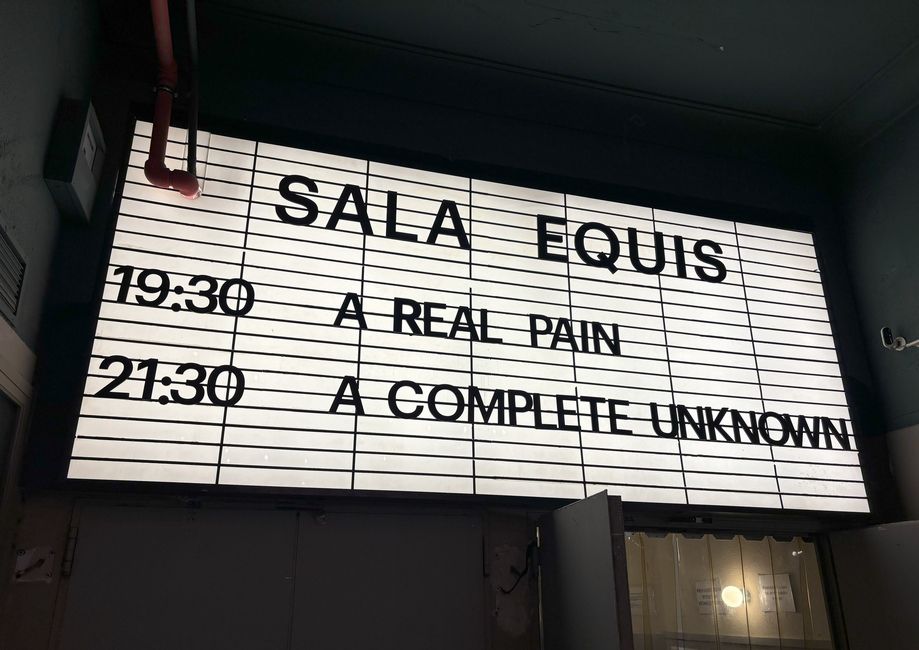 SALA EQUIS
19:30 A REAL PAIN
21:30 A COMPLETE UNKNOWN